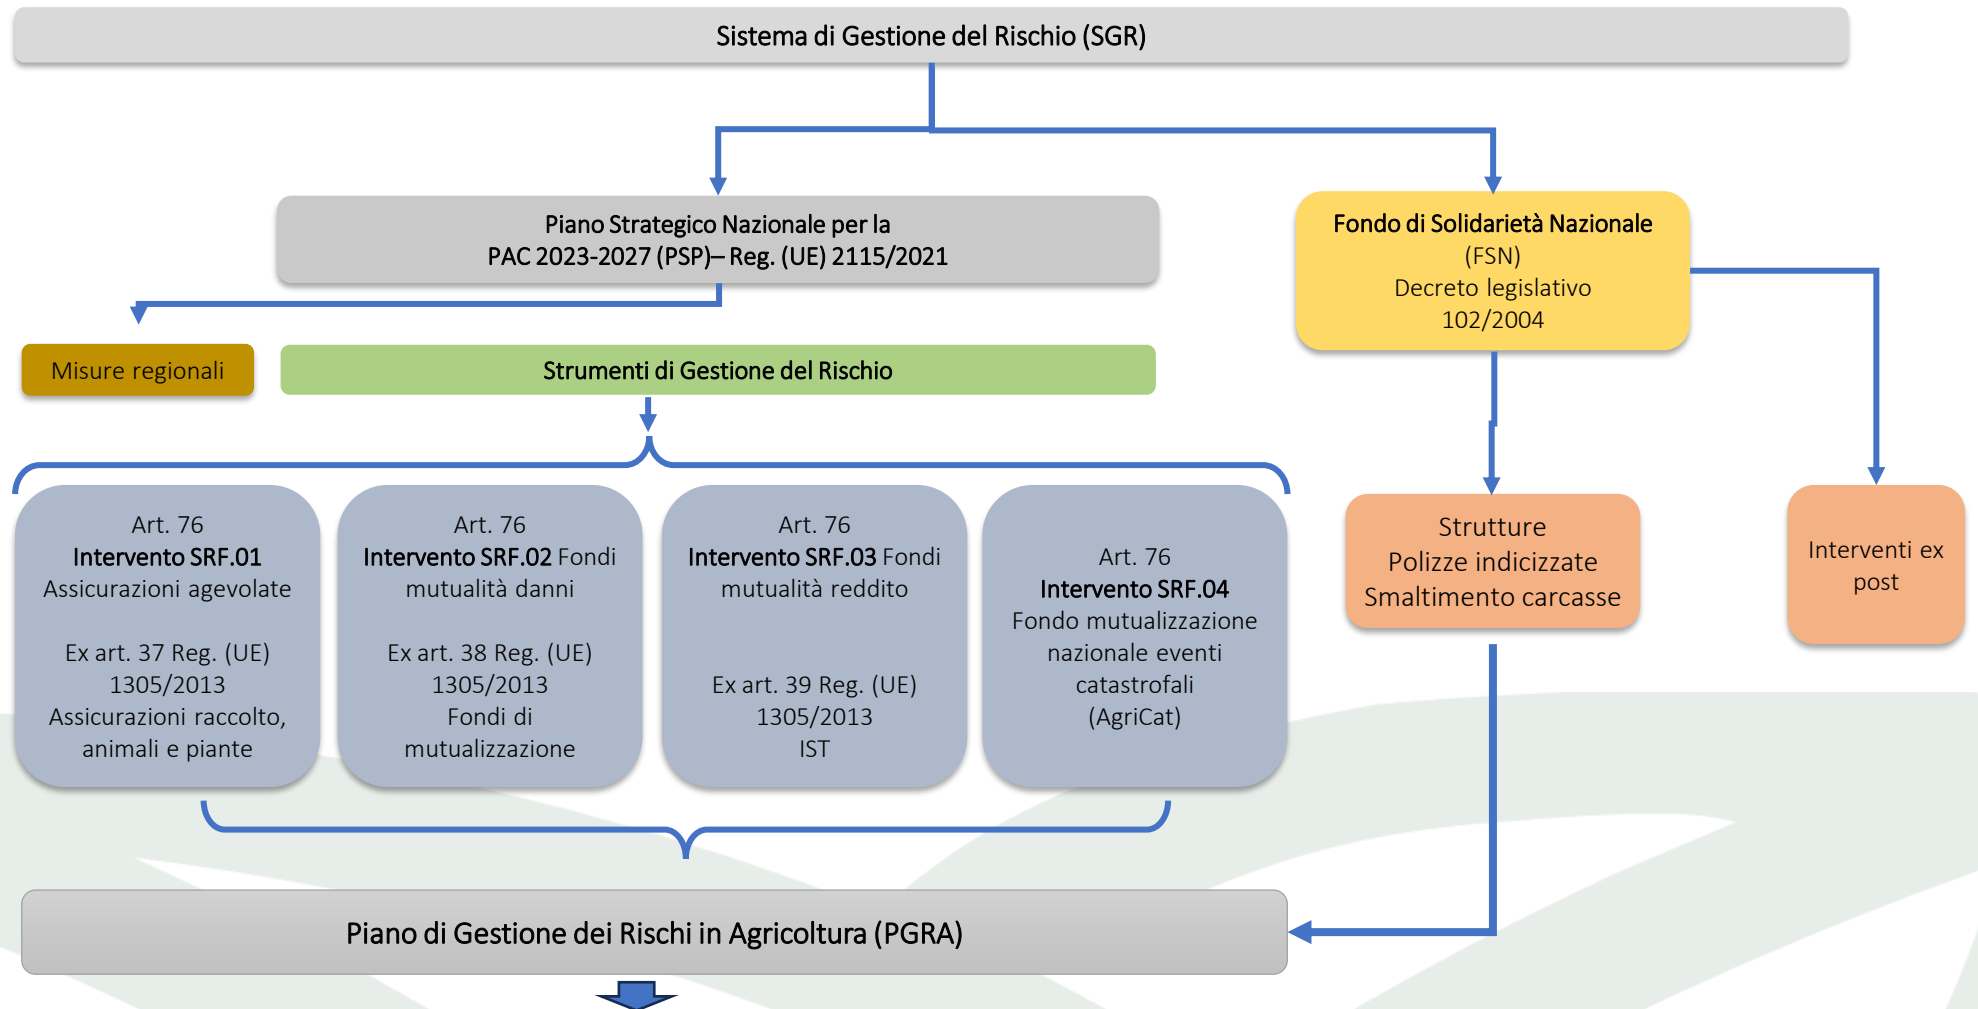 Sistema di Gestione del Rischio (SGR)
Piano Strategico Nazionale per la
PAC 2023-2027 (PSP)– Reg. (UE) 2115/2021
Fondo di Solidarietà Nazionale
(FSN)
Decreto legislativo
102/2004
Misure regionali
Strumenti di Gestione del Rischio
Art. 76
Intervento SRF.01
Assicurazioni agevolate
Ex art. 37 Reg. (UE)
1305/2013
Assicurazioni raccolto,
animali e piante
Art. 76
Intervento SRF.02 Fondi
mutualità danni
Ex art. 38 Reg. (UE)
1305/2013
Fondi di
mutualizzazione
Art. 76
Intervento SRF.03 Fondi
mutualità reddito
Ex art. 39 Reg. (UE)
1305/2013
IST
Art. 76
Intervento SRF.04
Fondo mutualizzazione
nazionale eventi
catastrofali
(AgriCat)
Strutture
Polizze indicizzate
Smaltimento carcasse
Interventi ex
post
Piano di Gestione dei Rischi in Agricoltura (PGRA)